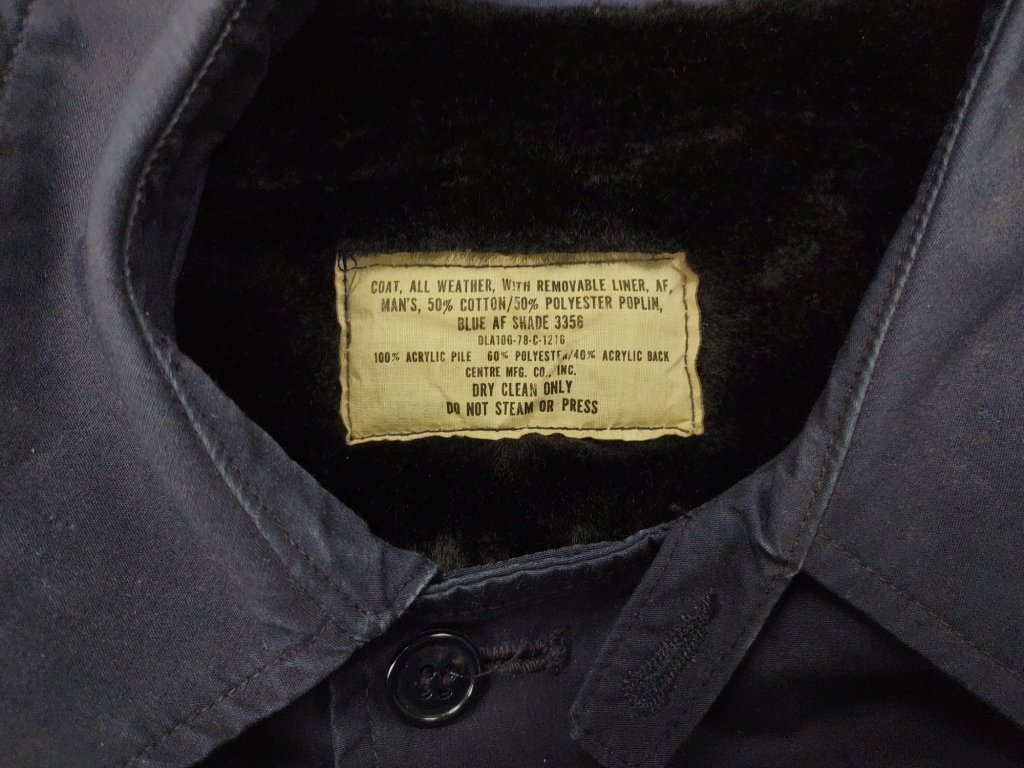 COAT, ALL WEATHER, WITH REMOVABLE LINER, AF,
MAN'S, 50% COTTON/50% POLYESTER POPLIN,
BLUE AF SHADE 3356
DLA100-78-C-1216
100% ACRYLIC PILE 60% POLYESTER/40% ACRYLIC BACK
CENTRE MFG. CO., INC.
DRY CLEAN ONLY
DO NOT STEAM OR PRESS